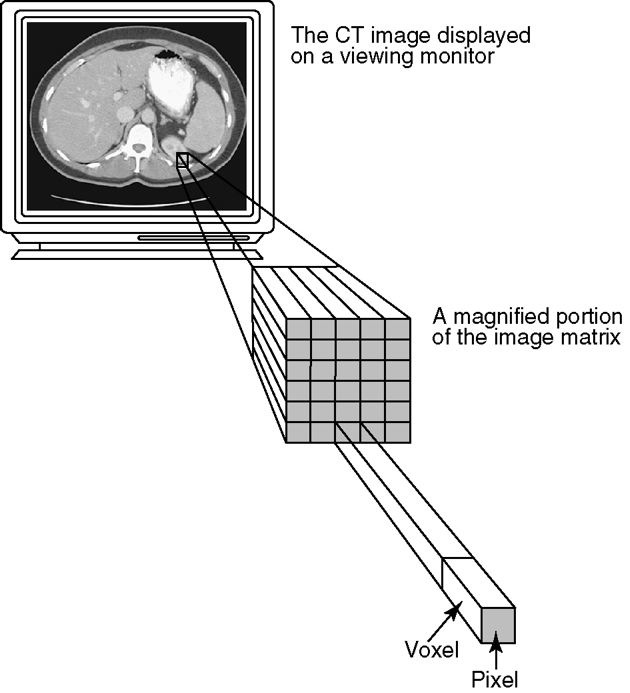 The CT image displayed
on a viewing monitor
A magnified portion
of the image matrix
Voxel
Pixel